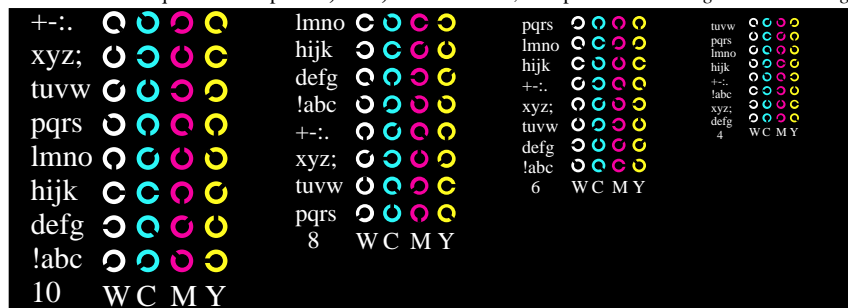 +-:.
xyz;
tuvw
pqrs
lmno
hijk
defg
!abc
10 W C M Y
lmno
hijk
defg
!abc
+-:.
xyz;
tuvw
pqrs
8 W C M Y
pqrs
lmno
hijk
+-:.
xyz;
tuvw
defg
!abc
6 W C M Y
tuvw
pqrs
lmno
hijk
+-:.
!abc
xyz;
defg
4 W C M Y